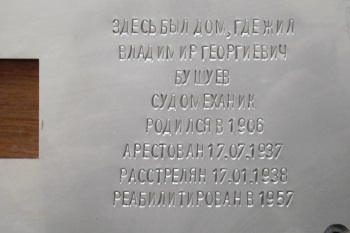 ЗДЕСЬ БЫЛ ДОМ, ГДЕ ЖИЛ
ВЛАДИМИР ГЕОРГИЕВИЧ
БУШУЕВ
СУДОМЕХАНИК
РОДИЛСЯ В 1906
АРЕСТОВАН 17.07.1937
РАССТРЕЛЯН 17.01.1938
РЕАБИЛИТИРОВАН В 1957